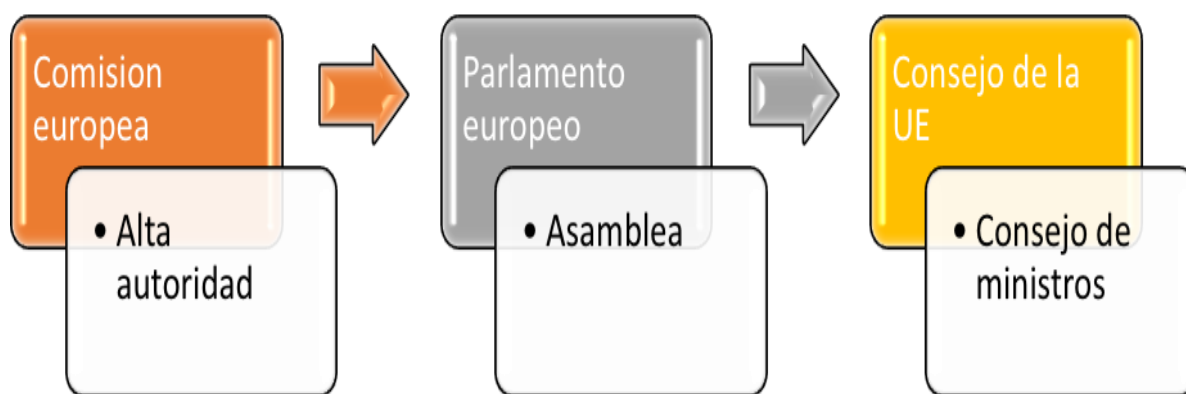 Comision
europea
• Alta
autoridad
Parlamento
europeo
• Asamblea
Consejo de la
UE
• Consejo de
ministros